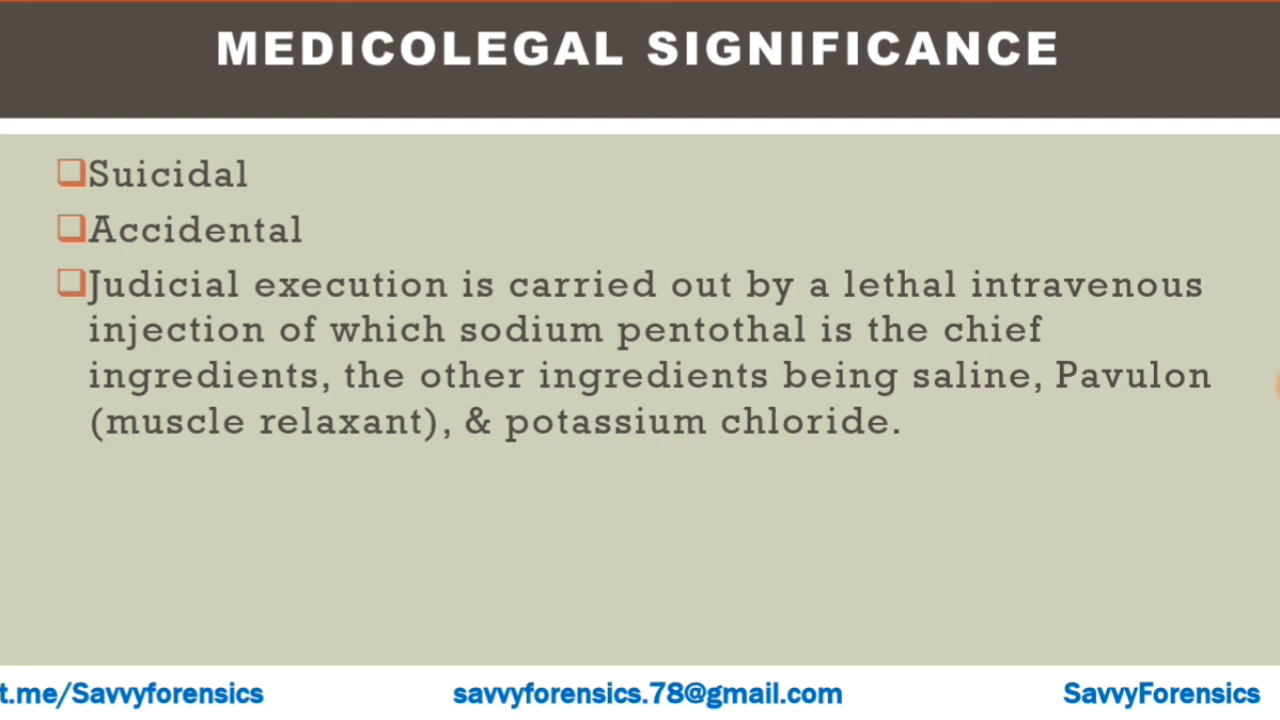 MEDICOLEGAL SIGNIFICANCE
Suicidal
Accidental
Judicial execution is carried out by a lethal intravenous
injection of which sodium pentothal is the chief
ingredients, the other ingredients being saline, Pavulon
(muscle relaxant), & potassium chloride.
t.me/Savvyforensics savvyforensics.78@gmail.com SavvyForensics